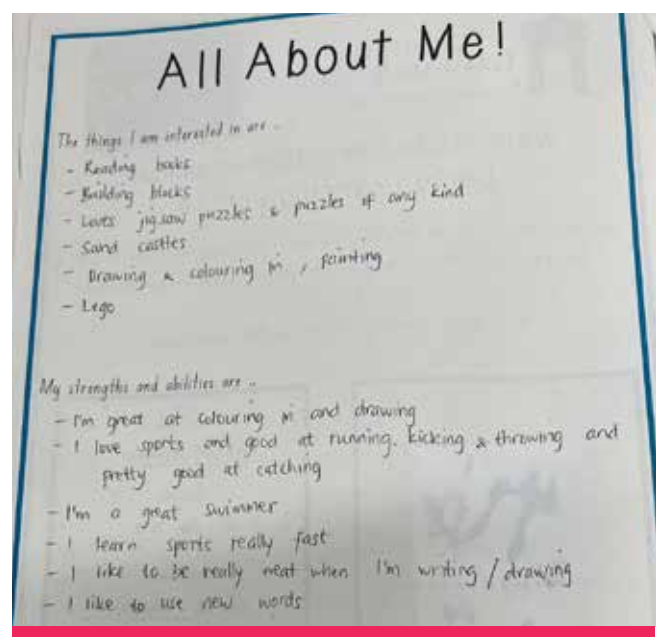 All About Me!
The things I am interested in are ..
- Reading books
- Building blocks
- Loves jigsaw puzzles & puzzles of any kind
- Sand castles
- Drawing & colouring in, painting
- Lego
My strengths and abilities are ..
- I'm great at colouring in and drawing
- I love sports and good at running, kicking & throwing and
pretty good at catching
- I'm a great swimmer
- I learn sports really fast
- I like to be really neat when I'm writing / drawing
- I like to use new words